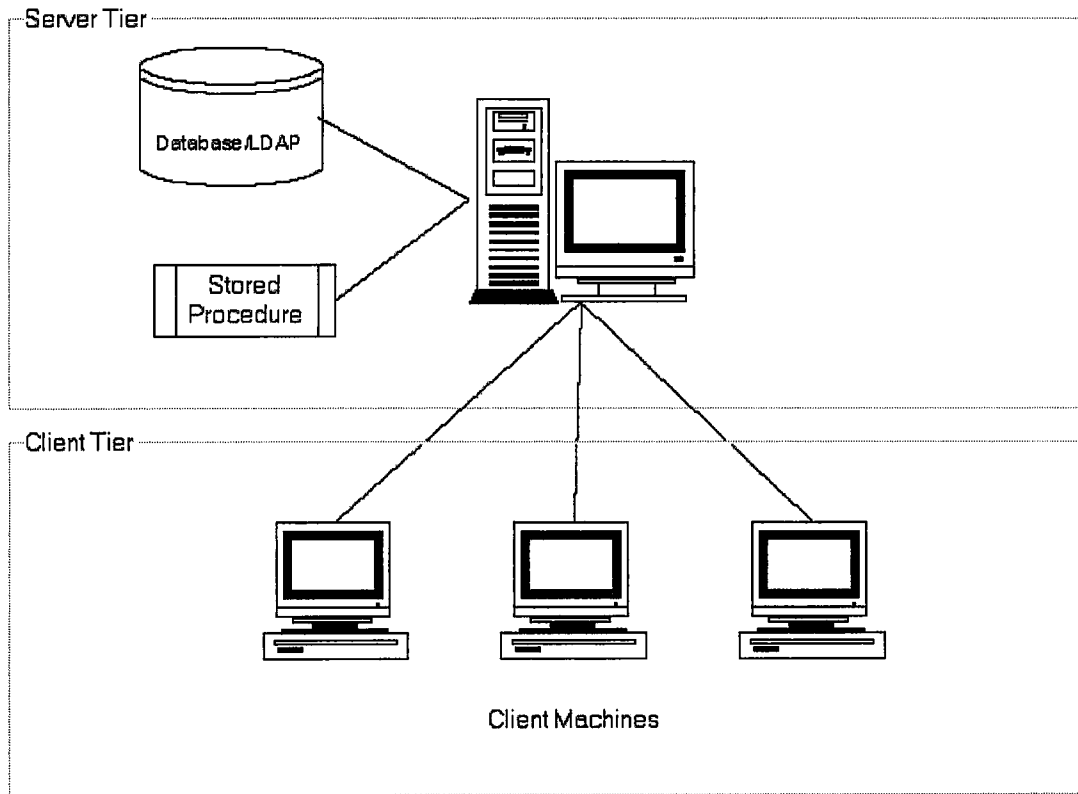 Server Tier
Database/LDAP
Stored
Procedure
Client Tier
Client Machines